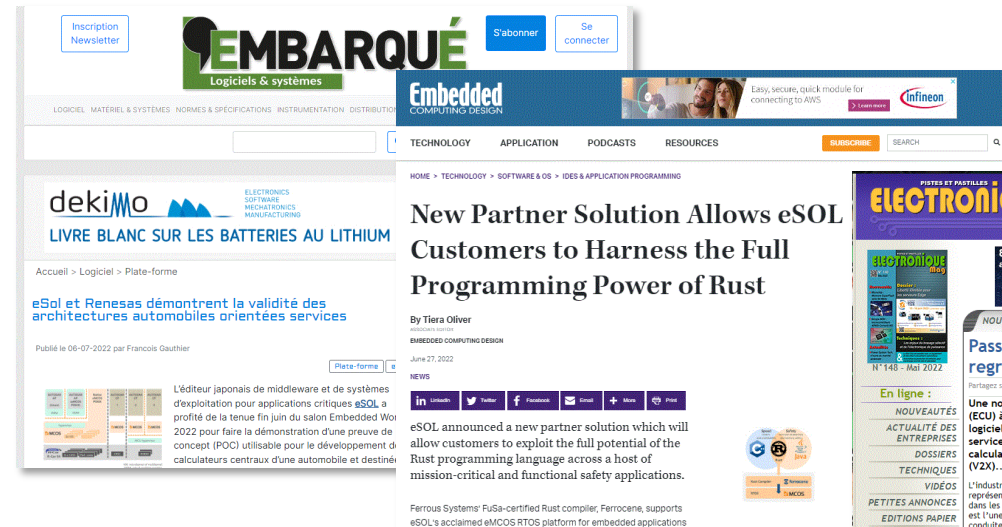 Inscription
Newsletter
EMBARQUÉ
Logiciels & systèmes
S'abonner
Se
connecter
LOGICIEL MATÉRIEL & SYSTÈMES NORMES & SPÉCIFICATIONS INSTRUMENTATION DISTRIBUTION
dekimo
ELECTRONICS
SOFTWARE
MECHATRONICS
MANUFACTURING
LIVRE BLANC SUR LES BATTERIES AU LITHIUM
Accueil > Logiciel > Plate-forme
eSol et Renesas démontrent la validité des
architectures automobiles orientées services
Publié le 06-07-2022 par Francois Gauthier
Plate-forme
L'éditeur japonais de middleware et de systèmes
d'exploitation pour applications critiques eSOL a
profité de la tenue fin juin du salon Embedded Wor
2022 pour faire la démonstration d'une preuve de
concept (POC) utilisable pour le développement d
calculateurs centraux d'une automobile et destiné
Embedded
COMPUTING DESIGN
Easy, secure, quick module for
connecting to AWS
> Learn more
infineon
TECHNOLOGY APPLICATION PODCASTS RESOURCES
SUBSCRIBE
SEARCH
HOME > TECHNOLOGY > SOFTWARE & OS > IDES & APPLICATION PROGRAMMING
New Partner Solution Allows eSOL
Customers to Harness the Full
Programming Power of Rust
By Tiera Oliver
ASSOCIATE EDITOR
EMBEDDED COMPUTING DESIGN
June 27, 2022
NEWS
in LinkedIn Twitter f Facebook Email + More Print
eSOL announced a new partner solution which will
allow customers to exploit the full potential of the
Rust programming language across a host of
mission-critical and functional safety applications.
Ferrous Systems' FuSa-certified Rust compiler, Ferrocene, supports
eSOL's acclaimed eMCOS RTOS platform for embedded applications
PISTES ET PASTILLES
ELECTRONI
ELECTRONIQUE
Mag
N°148 - Mai 2022
En ligne :
NOUVEAUTÉS
ACTUALITÉ DES
ENTREPRISES
DOSSIERS
TECHNIQUES
VIDÉOS
PETITES ANNONCES
EDITIONS PAPIER
NOU
Pass
regr
Partagez s
Une no
(ECU) à
logiciel
service
calcula
(V2X)..
L'industr
représen
dans les
est l'une
conduite